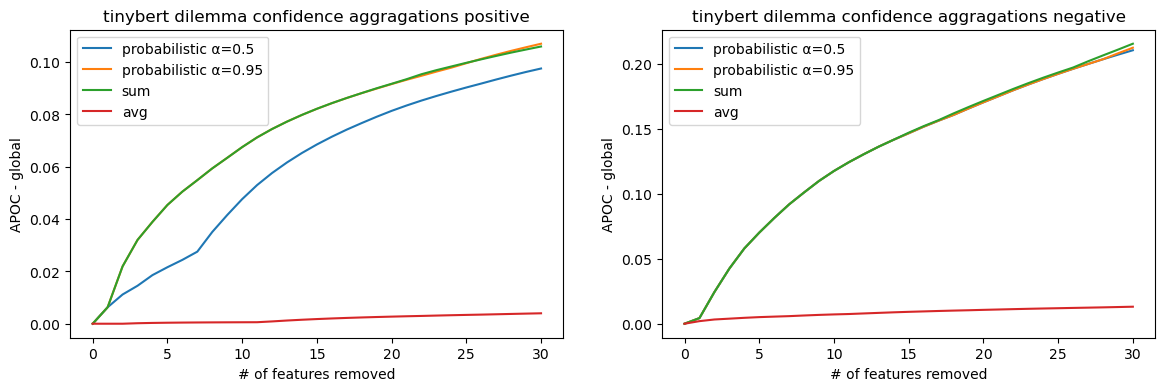 tinybert dilemma confidence aggragations positive
probabilistic α=0.5
probabilistic α=0.95
sum
avg
APOC - global
0.10
0.08
0.06
0.04
0.02
0.00
0 5 10 15 20 25 30
# of features removed
tinybert dilemma confidence aggragations negative
probabilistic α=0.5
probabilistic α=0.95
sum
avg
APOC - global
0.20
0.15
0.10
0.05
0.00
0 5 10 15 20 25 30
# of features removed